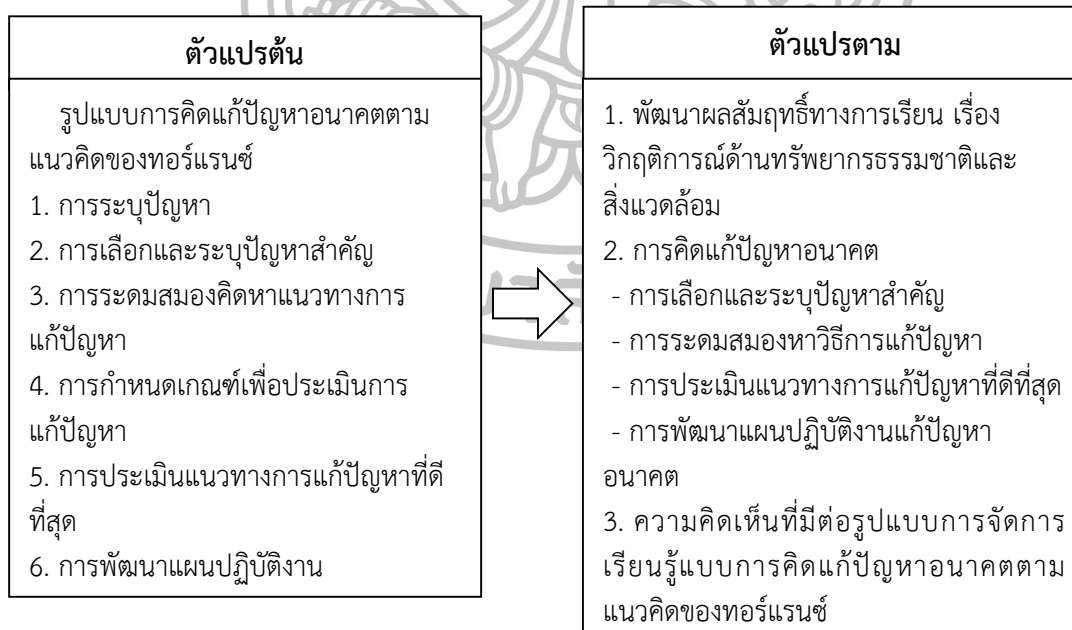 ตัวแปรต้น
รูปแบบการคิดแก้ปัญหาอนาคตตาม
แนวคิดของทอร์แรนซ์
1. การระบุปัญหา
2. การเลือกและระบุปัญหาสำคัญ
3. การระดมสมองคิดหาแนวทางการ
แก้ปัญหา
4. การกำหนดเกณฑ์เพื่อประเมินการ
แก้ปัญหา
5. การประเมินแนวทางการแก้ปัญหาที่ดี
ที่สุด
6. การพัฒนาแผนปฏิบัติงาน
ตัวแปรตาม
1. พัฒนาผลสัมฤทธิ์ทางการเรียน เรื่อง
วิกฤติการณ์ด้านทรัพยากรธรรมชาติและ
สิ่งแวดล้อม
2. การคิดแก้ปัญหาอนาคต
- การเลือกและระบุปัญหาสำคัญ
- การระดมสมองหาวิธีการแก้ปัญหา
- การประเมินแนวทางการแก้ปัญหาที่ดีที่สุด
- การพัฒนาแผนปฏิบัติงานแก้ปัญหา
อนาคต
3. ความคิดเห็นที่มีต่อรูปแบบการจัดการ
เรียนรู้แบบการคิดแก้ปัญหาอนาคตตาม
แนวคิดของทอร์แรนซ์